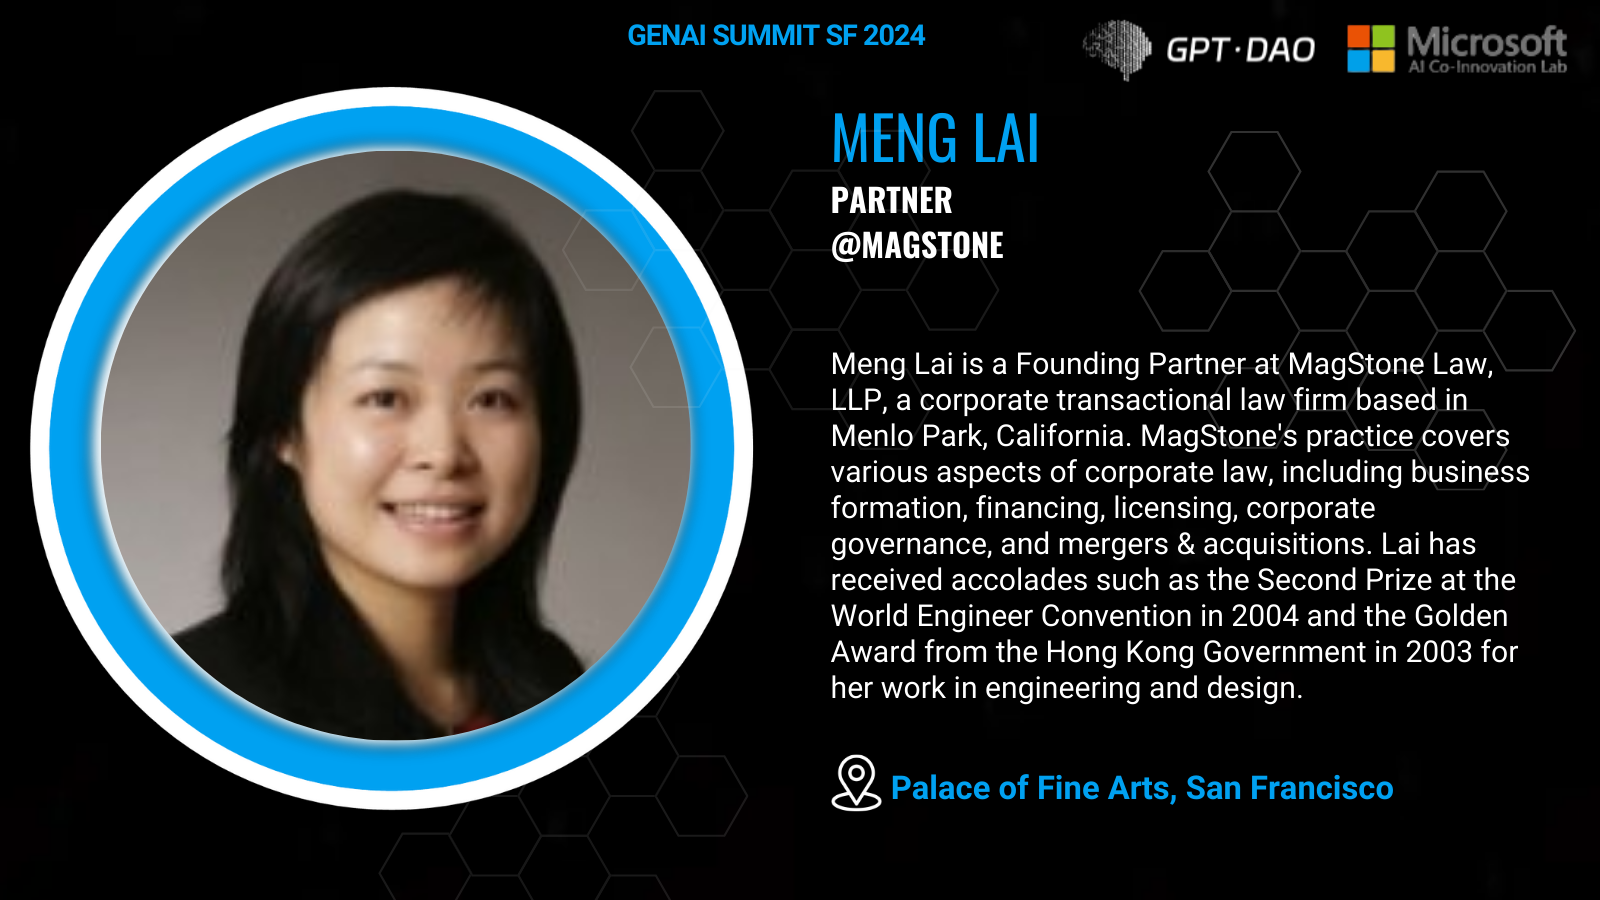 GENAI SUMMIT SF 2024
GPT·DAO
Microsoft
AI Co-Innovation Lab
MENG LAI
PARTNER
@MAGSTONE
Meng Lai is a Founding Partner at MagStone Law,
LLP, a corporate transactional law firm based in
Menlo Park, California. MagStone's practice covers
various aspects of corporate law, including business
formation, financing, licensing, corporate
governance, and mergers & acquisitions. Lai has
received accolades such as the Second Prize at the
World Engineer Convention in 2004 and the Golden
Award from the Hong Kong Government in 2003 for
her work in engineering and design.
Palace of Fine Arts, San Francisco